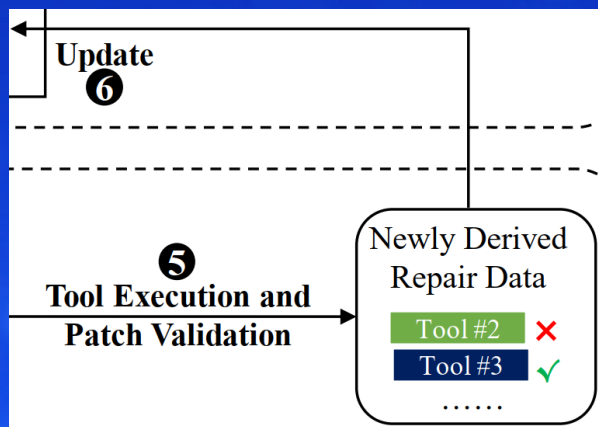 Update
6
5
Tool Execution and
Patch Validation
Newly Derived
Repair Data
Tool #2 ✗
Tool #3 ✓
......